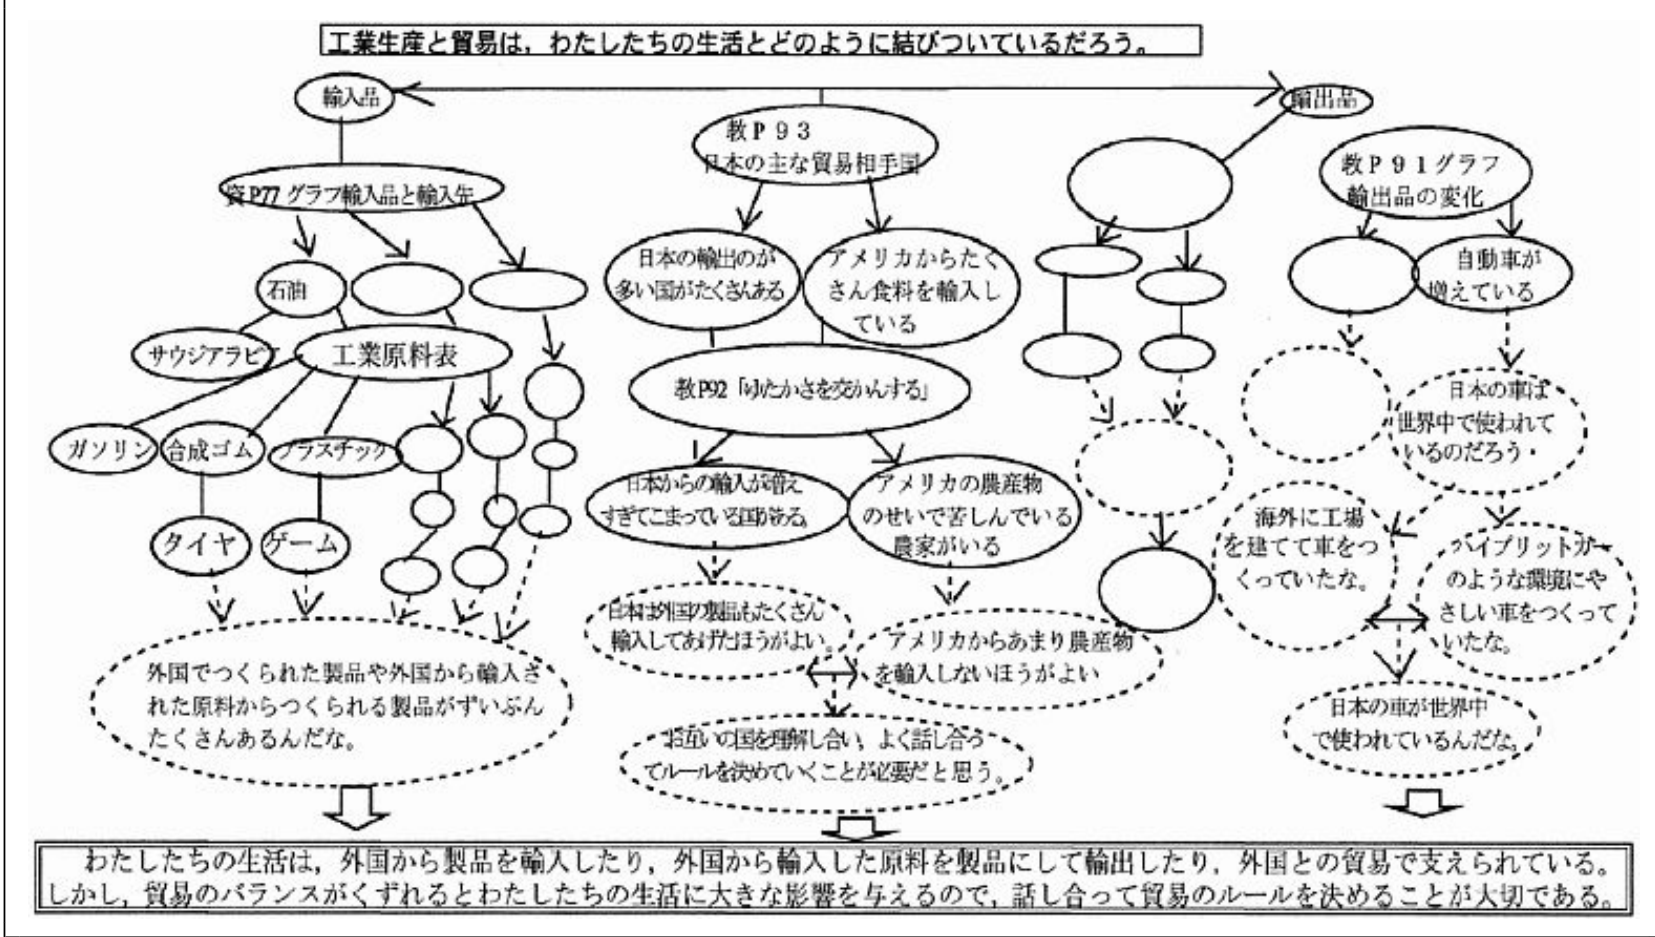 工業生産と貿易は，わたしたちの生活とどのように結びついているだろう。
輸入品
輸出品
教Ｐ９３
日本の主な貿易相手国
教Ｐ９１グラフ
輸出品の変化
資P77グラフ輸入品と輸入先
日本の輸出のが
多い国がたくさんある
アメリカからたく
さん食料を輸入し
ている
自動車が
増えている
石油
サウジアラビア
工業原料表
教P92「ゆたかさを交かんする」
日本の車は
世界中で使われて
いるのだろう・
ガソリン
合成ゴム
プラスチック
日本からの輸入が増え
すぎてこまっている国がある。
アメリカの農産物
のせいで苦しんでいる
農家がいる
海外に工場
を建てて車をつ
くっていたな。
ハイブリットカー
のような環境にや
さしい車をつくって
いたな。
タイヤ
ゲーム
日本は外国の製品もたくさん
輸入してあげたほうがよい。
アメリカからあまり農産物
を輸入しないほうがよい
外国でつくられた製品や外国から輸入さ
れた原料からつくられる製品がずいぶん
たくさんあるんだな。
お互いの国を理解し合い，よく話し合っ
てルールを決めていくことが必要だと思う。
日本の車が世界中
で使われているんだな。
わたしたちの生活は，外国から製品を輸入したり，外国から輸入した原料を製品にして輸出したり，外国との貿易で支えられている。
しかし，貿易のバランスがくずれるとわたしたちの生活に大きな影響を与えるので，話し合って貿易のルールを決めることが大切である。